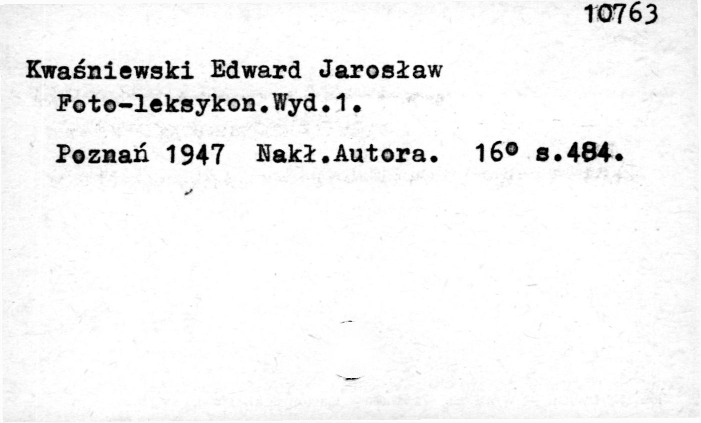 10763
Kwaśniewski Edward Jarosław
Foto-leksykon.Wyd.1.
Poznań 1947 Nakł.Autora. 16° s.484.